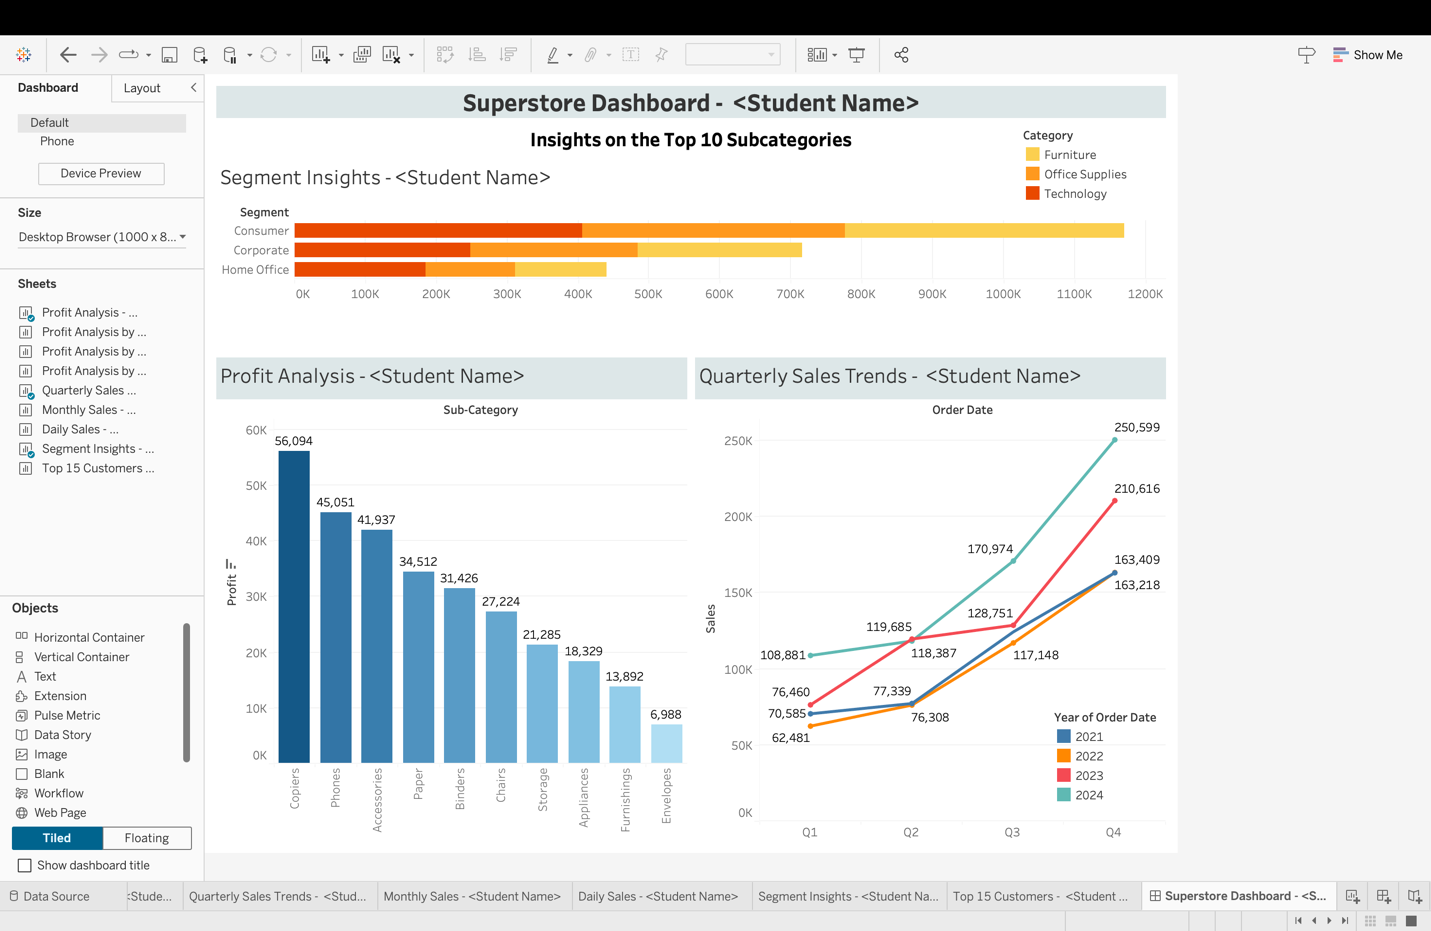 Show Me
Dashboard
Layout
Default
Phone
Device Preview
Size
Desktop Browser (1000 x 8...
Sheets
Profit Analysis - ...
Profit Analysis by ...
Profit Analysis by ...
Profit Analysis by ...
Quarterly Sales ...
Monthly Sales - ...
Daily Sales - ...
Segment Insights - ...
Top 15 Customers ...
Objects
Horizontal Container
Vertical Container
A Text
Extension
Pulse Metric
Data Story
Image
Blank
Workflow
Web Page
Tiled
Floating
Show dashboard title
Superstore Dashboard - <Student Name>
Insights on the Top 10 Subcategories
Category
Furniture
Office Supplies
Technology
Segment Insights - <Student Name>
Segment
Consumer
Corporate
Home Office
0K 100K 200K 300K 400K 500K 600K 700K 800K 900K 1000K 1100K 1200K
Profit Analysis - <Student Name>
Sub-Category
60K
50K
40K
30K
20K
10K
0K
Profit
56,094
45,051
41,937
34,512
31,426
27,224
21,285
18,329
13,892
6,988
Copiers
Phones
Accessories
Paper
Binders
Chairs
Storage
Appliances
Furnishings
Envelopes
Quarterly Sales Trends - <Student Name>
Order Date
250K
200K
150K
100K
50K
0K
Sales
250,599
210,616
170,974
163,409
163,218
128,751
119,685
118,387
117,148
108,881
76,460
77,339
70,585
76,308
62,481
Year of Order Date
2021
2022
2023
2024
Q1 Q2 Q3 Q4
Data Source
<Stude...
Quarterly Sales Trends - <Stud...
Monthly Sales - <Student Name>
Daily Sales - <Student Name>
Segment Insights - <Student Na...
Top 15 Customers - <Student ...
Superstore Dashboard - <S...